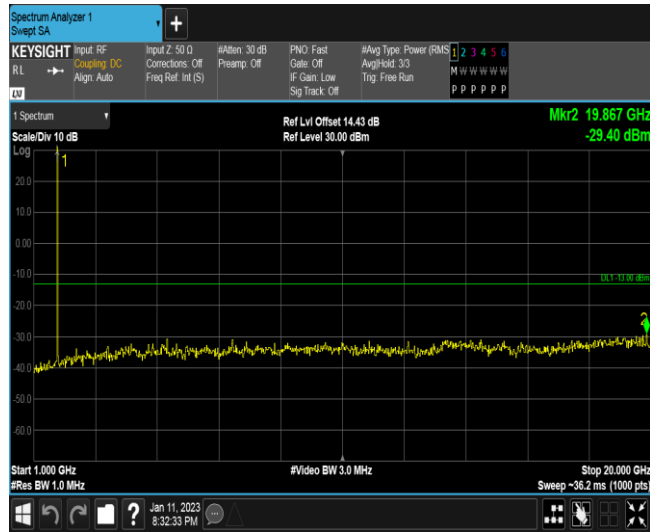 Spectrum Analyzer 1
Swept SA
+
KEYSIGHT Input: RF Input Z: 50 Ω #Atten: 30 dB PNO: Fast #Avg Type: Power (RMS 1 2 3 4 5 6
RL Coupling: DC Corrections: Off Preamp: Off Gate: Off Avg|Hold: 3/3 M W W W W W
Align: Auto Freq Ref: Int (S) IF Gain: Low Trig: Free Run
LXI Sig Track: Off P P P P P P
1 Spectrum Ref Lvl Offset 14.43 dB Mkr2 19.867 GHz
Scale/Div 10 dB Ref Level 30.00 dBm -29.40 dBm
Log
1
20.0
0.00
-10.0
DL1 -13.00 dBm
-20.0
2
-30.0
-40.0
-50.0
-60.0
Start 1.000 GHz #Video BW 3.0 MHz Stop 20.000 GHz
#Res BW 1.0 MHz Sweep ~36.2 ms (1000 pts)
? Jan 11, 2023
8:32:33 PM